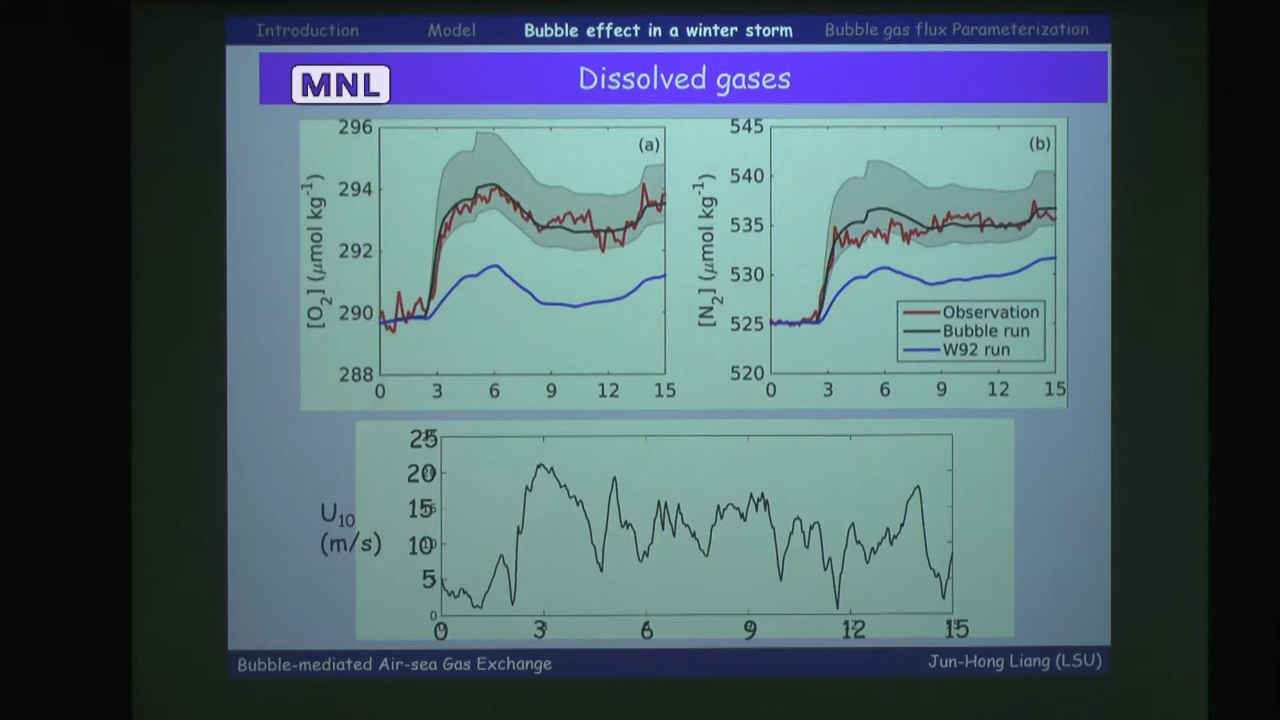 Introduction Model Bubble effect in a winter storm Bubble gas flux Parameterization
MNL Dissolved gases
296
294
292
290
288
[O2] (μmol kg-1)
(a)
0 3 6 9 12 15
545
540
535
530
525
520
[N2] (μmol kg-1)
(b)
Observation
Bubble run
W92 run
0 3 6 9 12 15
25
20
15
10
5
0
U10
(m/s)
0 3 6 9 12 15
Bubble-mediated Air-sea Gas Exchange Jun-Hong Liang (LSU)